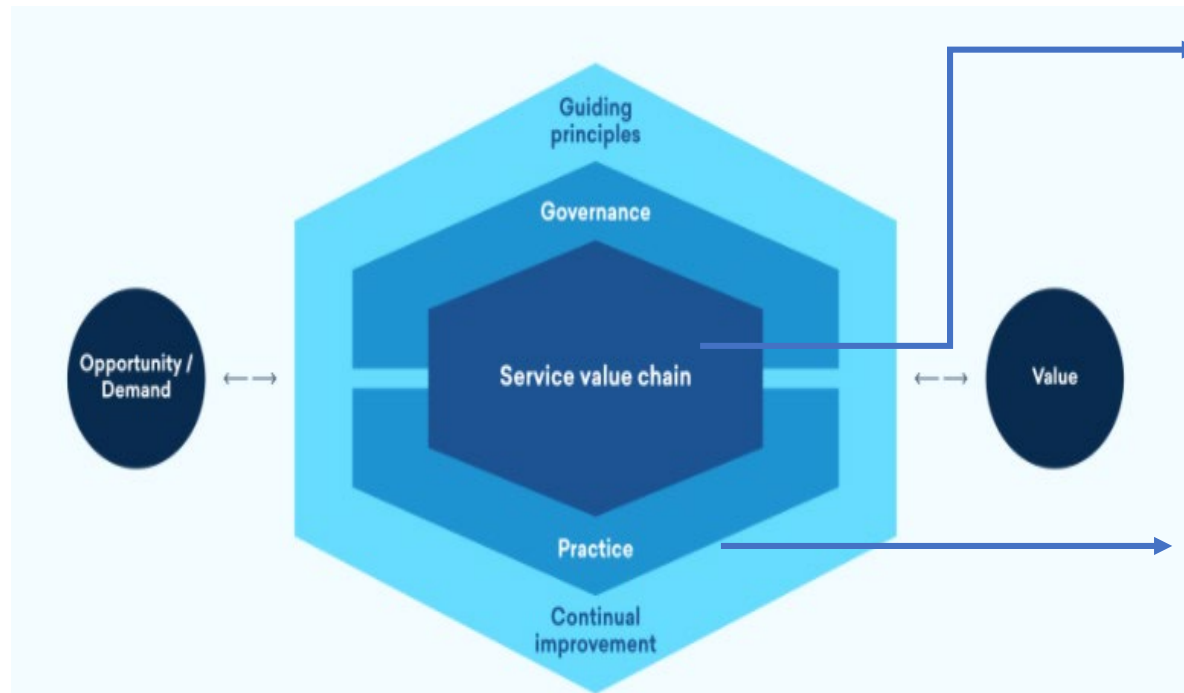 Guiding
principles
Governance
Opportunity /
Demand
Service value chain
Value
Practice
Continual
improvement